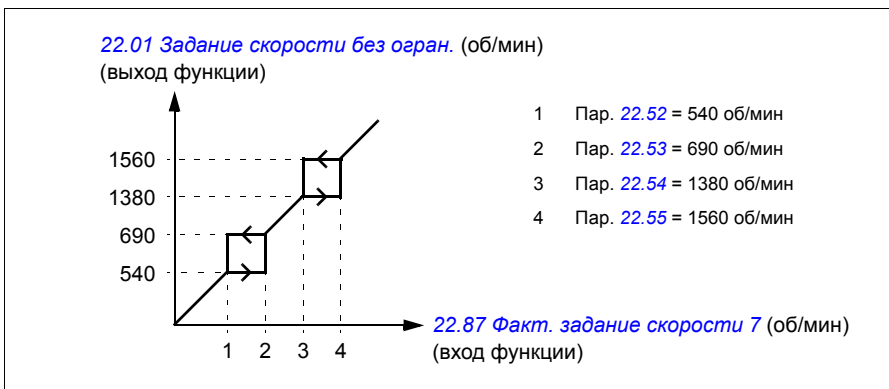 22.01 Задание скорости без огран. (об/мин)
(выход функции)
1 Пар. 22.52 = 540 об/мин
2 Пар. 22.53 = 690 об/мин
3 Пар. 22.54 = 1380 об/мин
4 Пар. 22.55 = 1560 об/мин
1560
1380
690
540
1 2 3 4
22.87 Факт. задание скорости 7 (об/мин)
(вход функции)